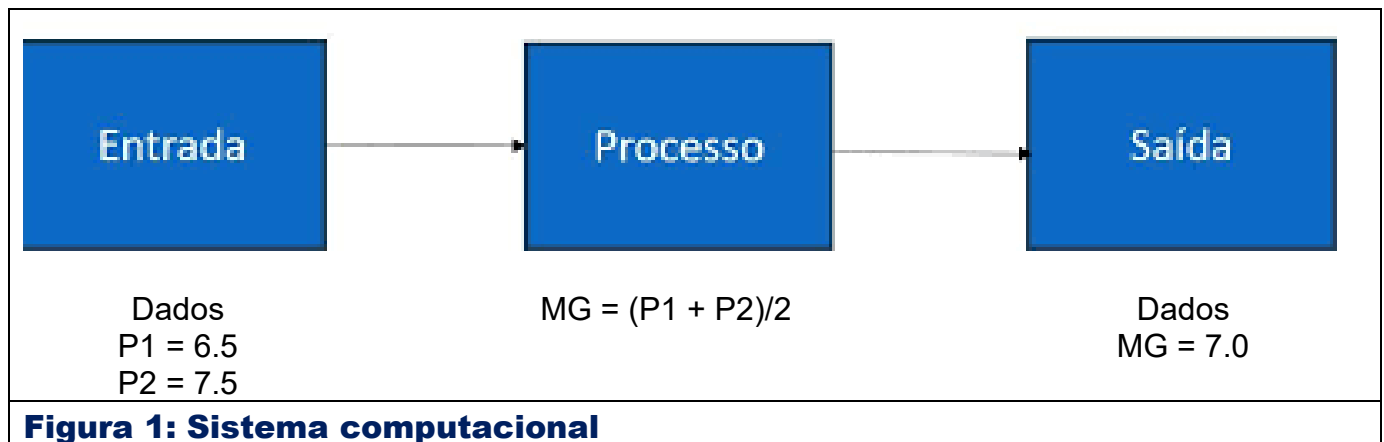 Entrada
Processo
Saída
Dados
P1 = 6.5
P2 = 7.5
MG = (P1 + P2)/2
Dados
MG = 7.0
Figura 1: Sistema computacional